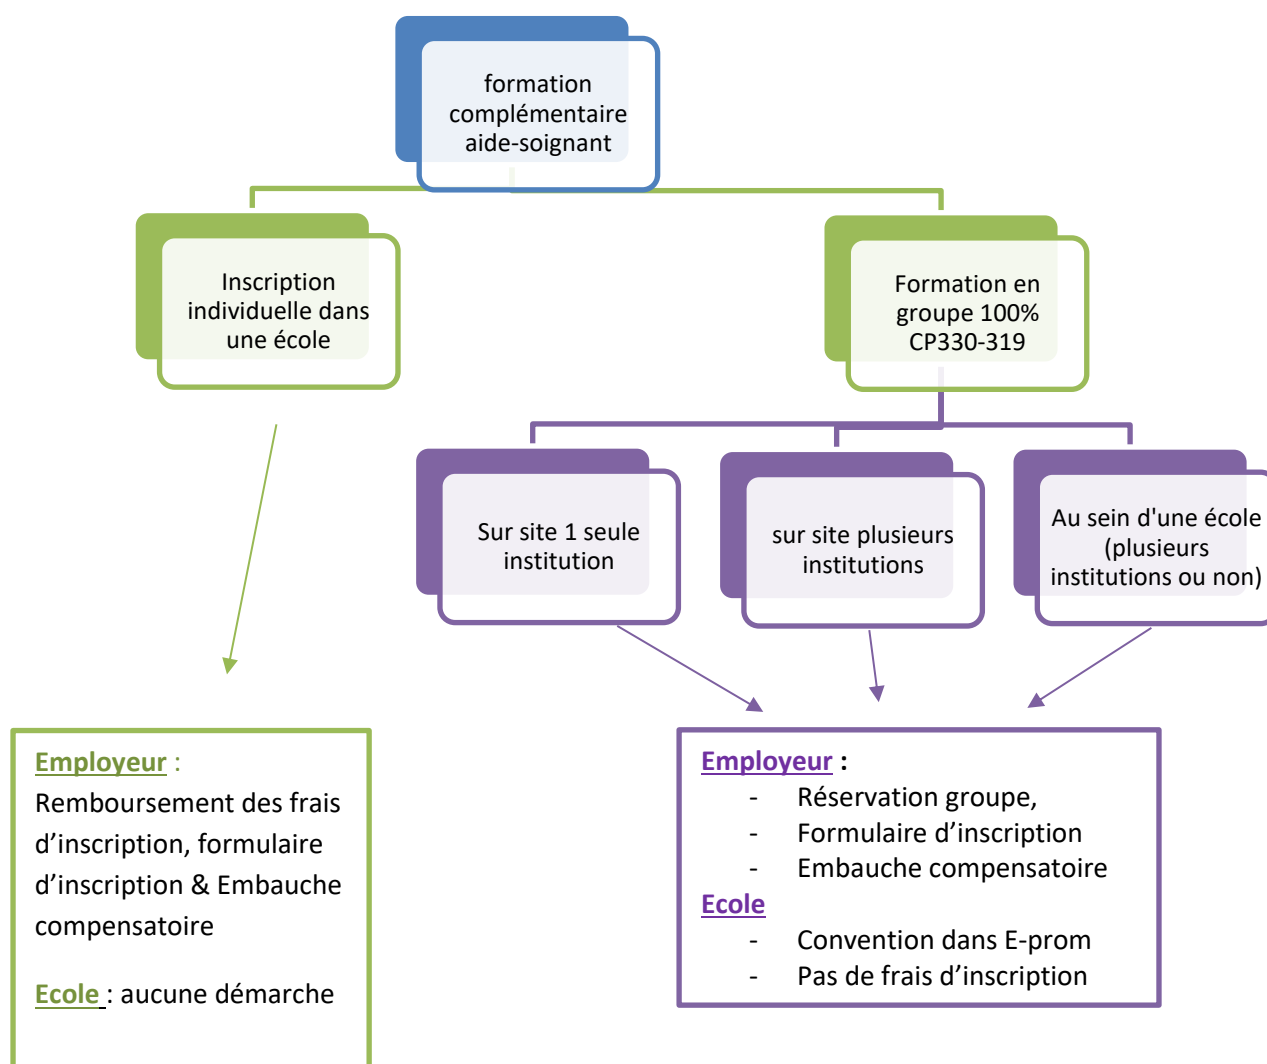 formation
complémentaire
aide-soignant
Inscription
individuelle dans
une école
Formation en
groupe 100%
CP330-319
Sur site 1 seule
institution
sur site plusieurs
institutions
Au sein d'une école
(plusieurs
institutions ou non)
Employeur :
Remboursement des frais
d’inscription, formulaire
d’inscription & Embauche
compensatoire
Ecole : aucune démarche
Employeur :
- Réservation groupe,
- Formulaire d’inscription
- Embauche compensatoire
Ecole
- Convention dans E-prom
- Pas de frais d’inscription